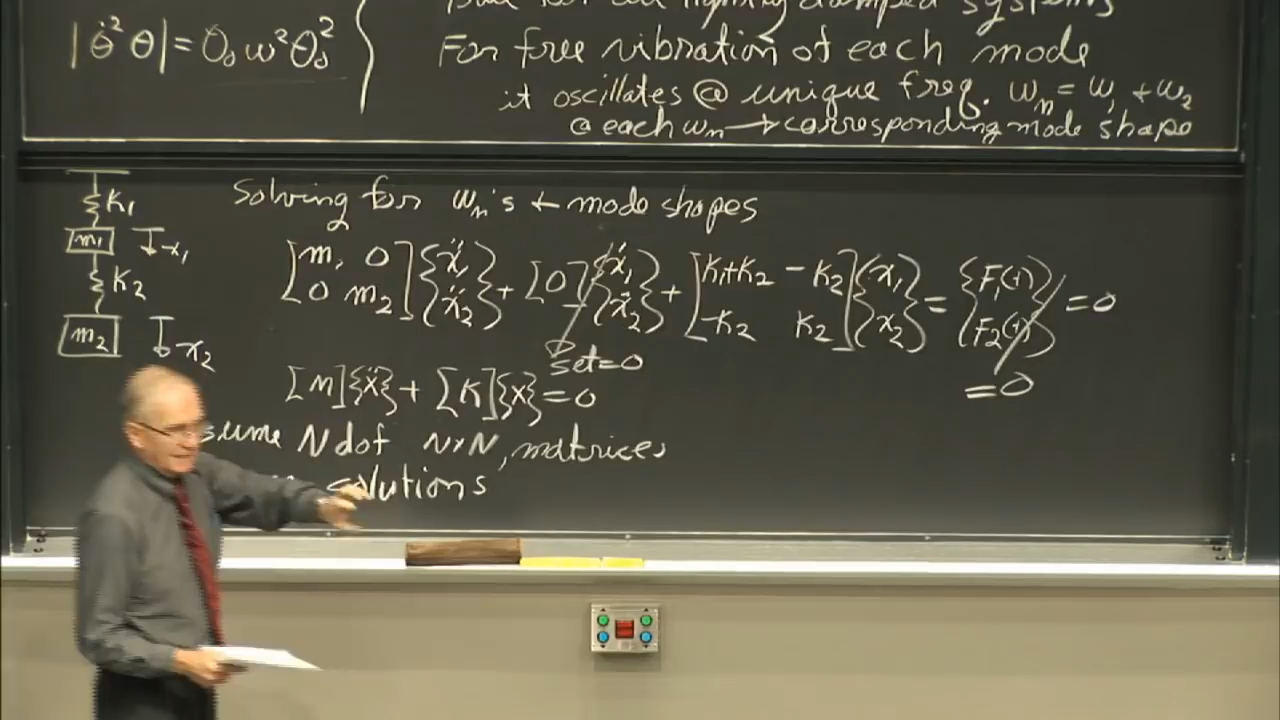 |θ̈²θ| = θ₀ω²θ₀²
damped systems
For free vibration of each mode
it oscillates @ unique freq. ωn = ω₁ + ω₂
@ each ωn → corresponding mode shape
K₁
m₁ x₁
K₂
m₂ x₂
Solving for ωn's + mode shapes
[m₁ 0; 0 m₂]{ẍ₁; ẍ₂} + [0]{ẋ₁; ẋ₂} + [K₁+K₂ -K₂; -K₂ K₂]{x₁; x₂} = {F₁(t); F₂(t)} = 0
set=0
=0
[M]{ẍ} + [K]{x} = 0
sume N dof N×N, matrices
solutions